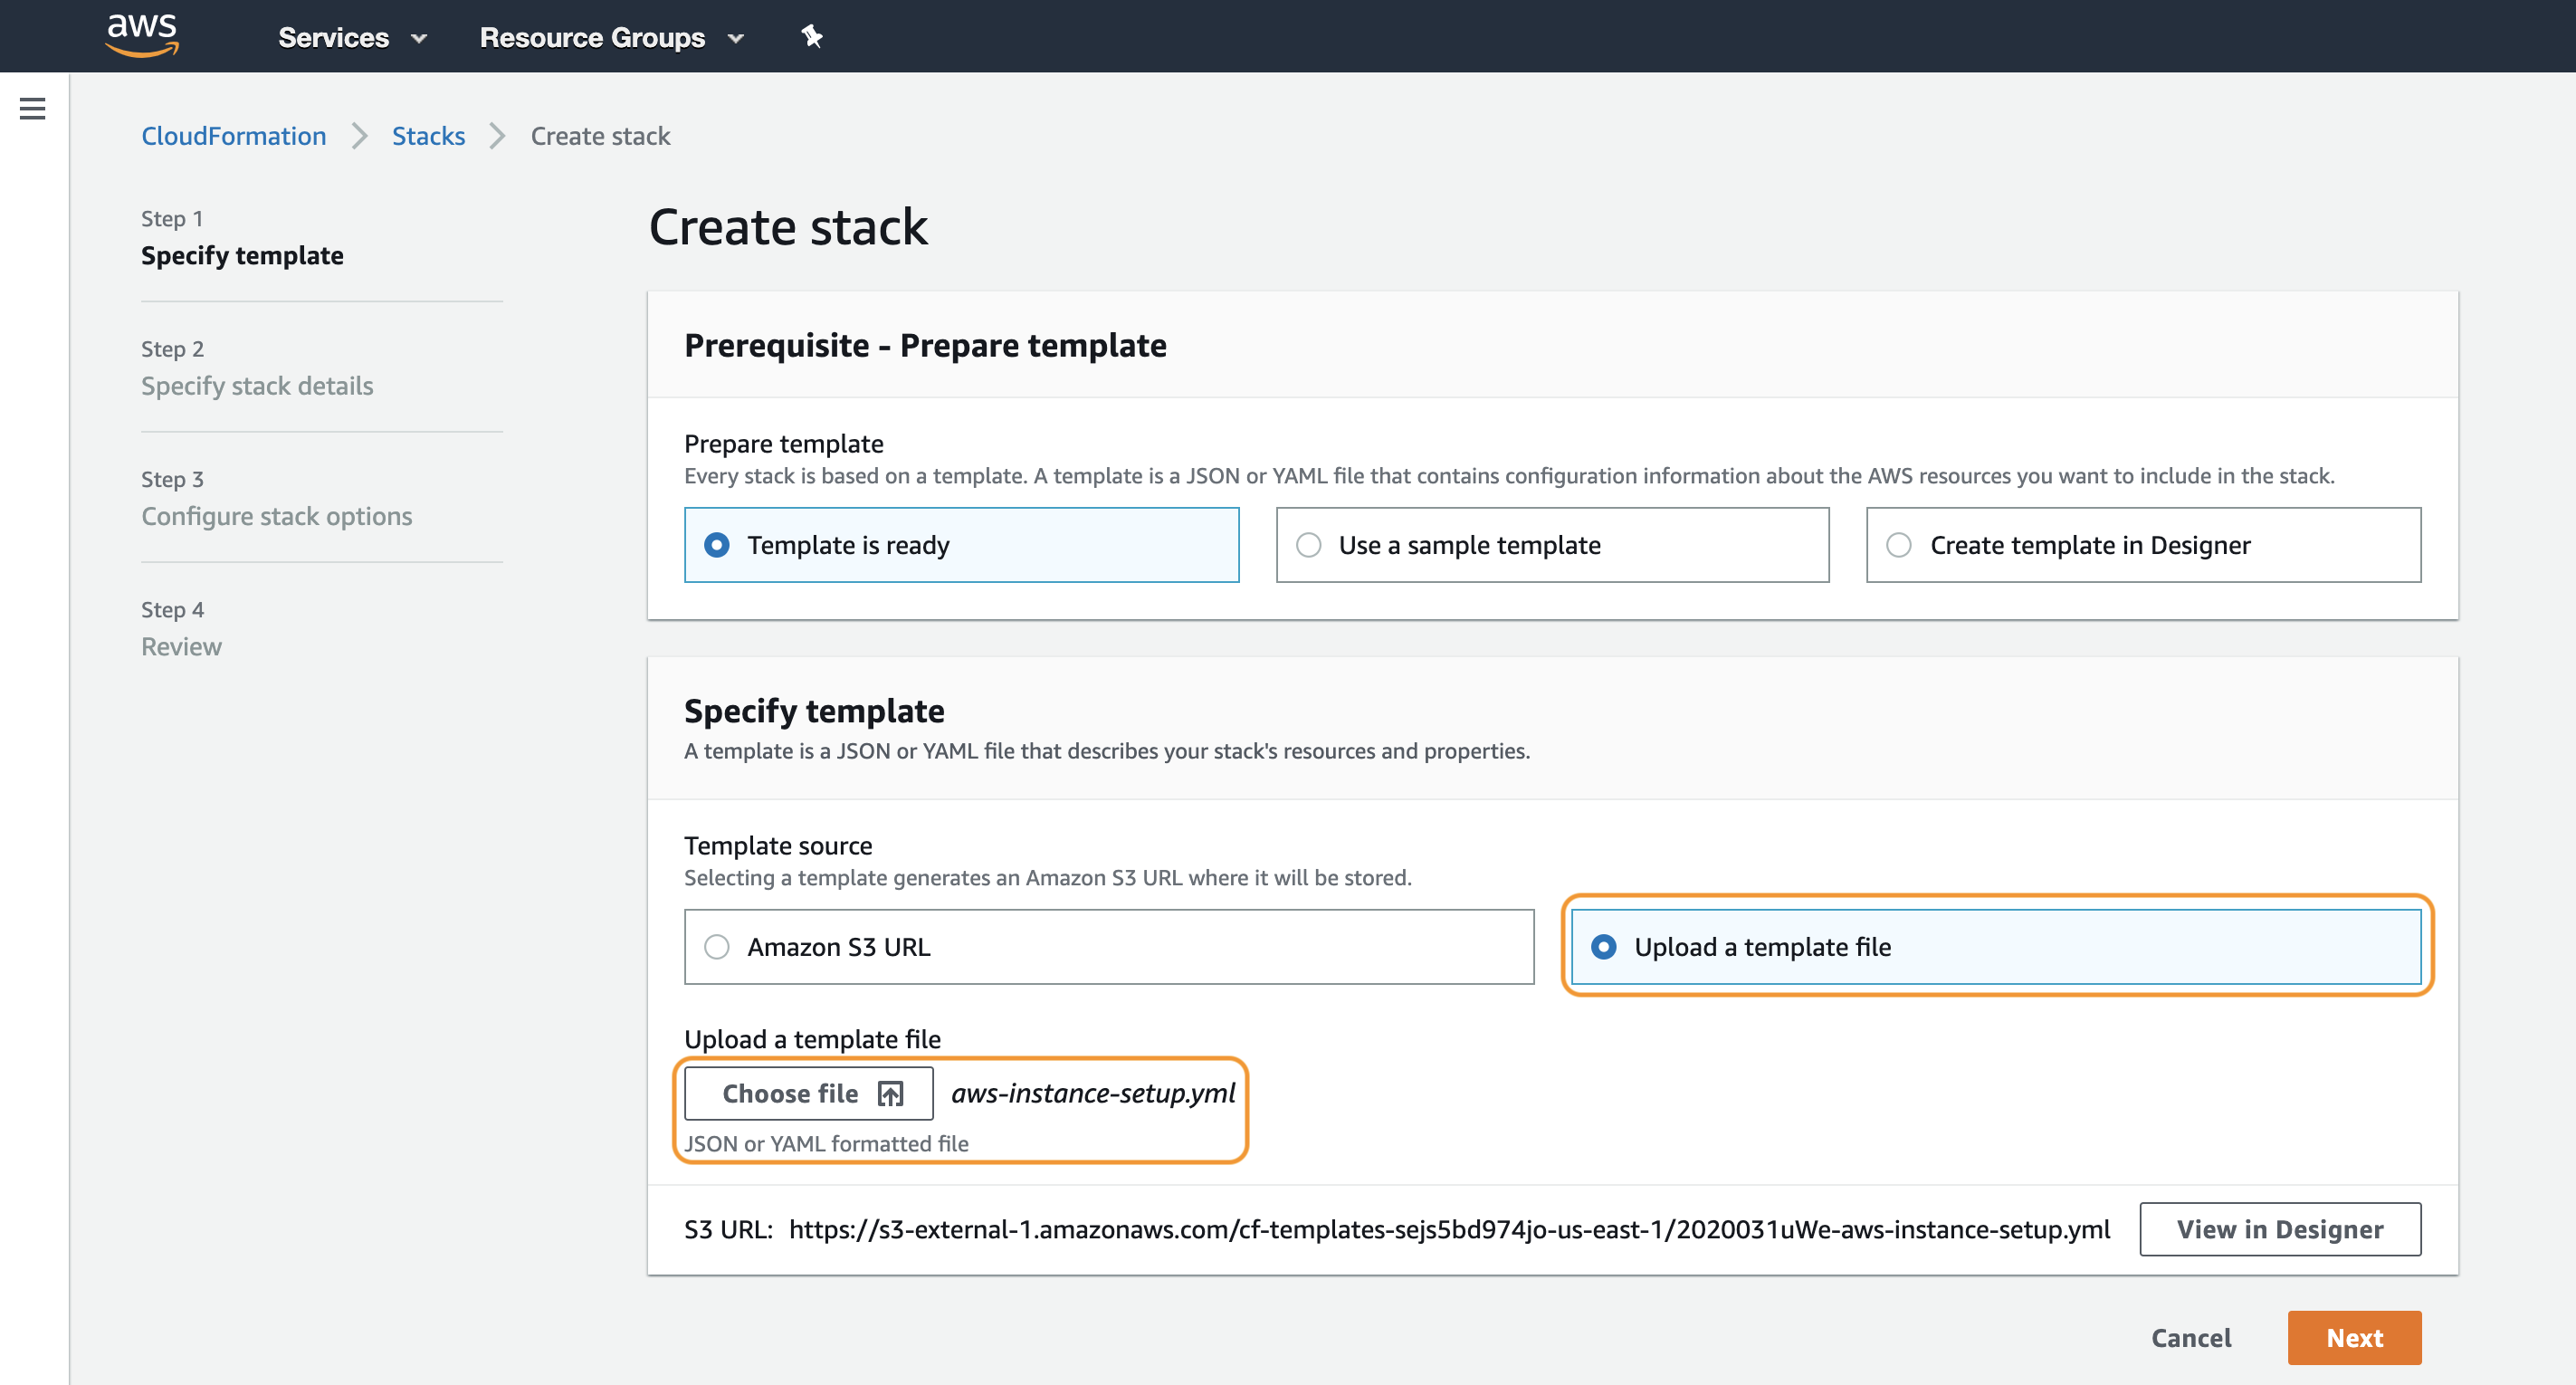 aws
Services
Resource Groups
CloudFormation
Stacks
Create stack
Step 1
Specify template
Step 2
Specify stack details
Step 3
Configure stack options
Step 4
Review
Create stack
Prerequisite - Prepare template
Prepare template
Every stack is based on a template. A template is a JSON or YAML file that contains configuration information about the AWS resources you want to include in the stack.
Template is ready
Use a sample template
Create template in Designer
Specify template
A template is a JSON or YAML file that describes your stack's resources and properties.
Template source
Selecting a template generates an Amazon S3 URL where it will be stored.
Amazon S3 URL
Upload a template file
Upload a template file
Choose file
aws-instance-setup.yml
JSON or YAML formatted file
S3 URL: https://s3-external-1.amazonaws.com/cf-templates-sejs5bd974jo-us-east-1/2020031uWe-aws-instance-setup.yml
View in Designer
Cancel
Next